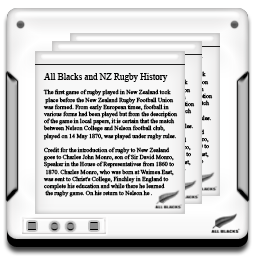 All Blacks and NZ Rugby History
The first game of rugby played in New Zealand took
place before the New Zealand Rugby Football Union
was formed. From early European times, football in
various forms had been played but from the description
of the game in local papers, it is certain that the match
between Nelson College and Nelson football club,
played on 14 May 1870, was played under rugby rules.
Credit for the introduction of rugby to New Zealand
goes to Charles John Monro, son of Sir David Monro,
Speaker in the House of Representatives from 1860 to
1870. Charles Monro, who was born at Waimea East,
was sent to Christ's College, Finchley in England to
complete his education and while there he learned
the rugby game. On his return to Nelson he .
ALL BLACKS
ALL BLACKS